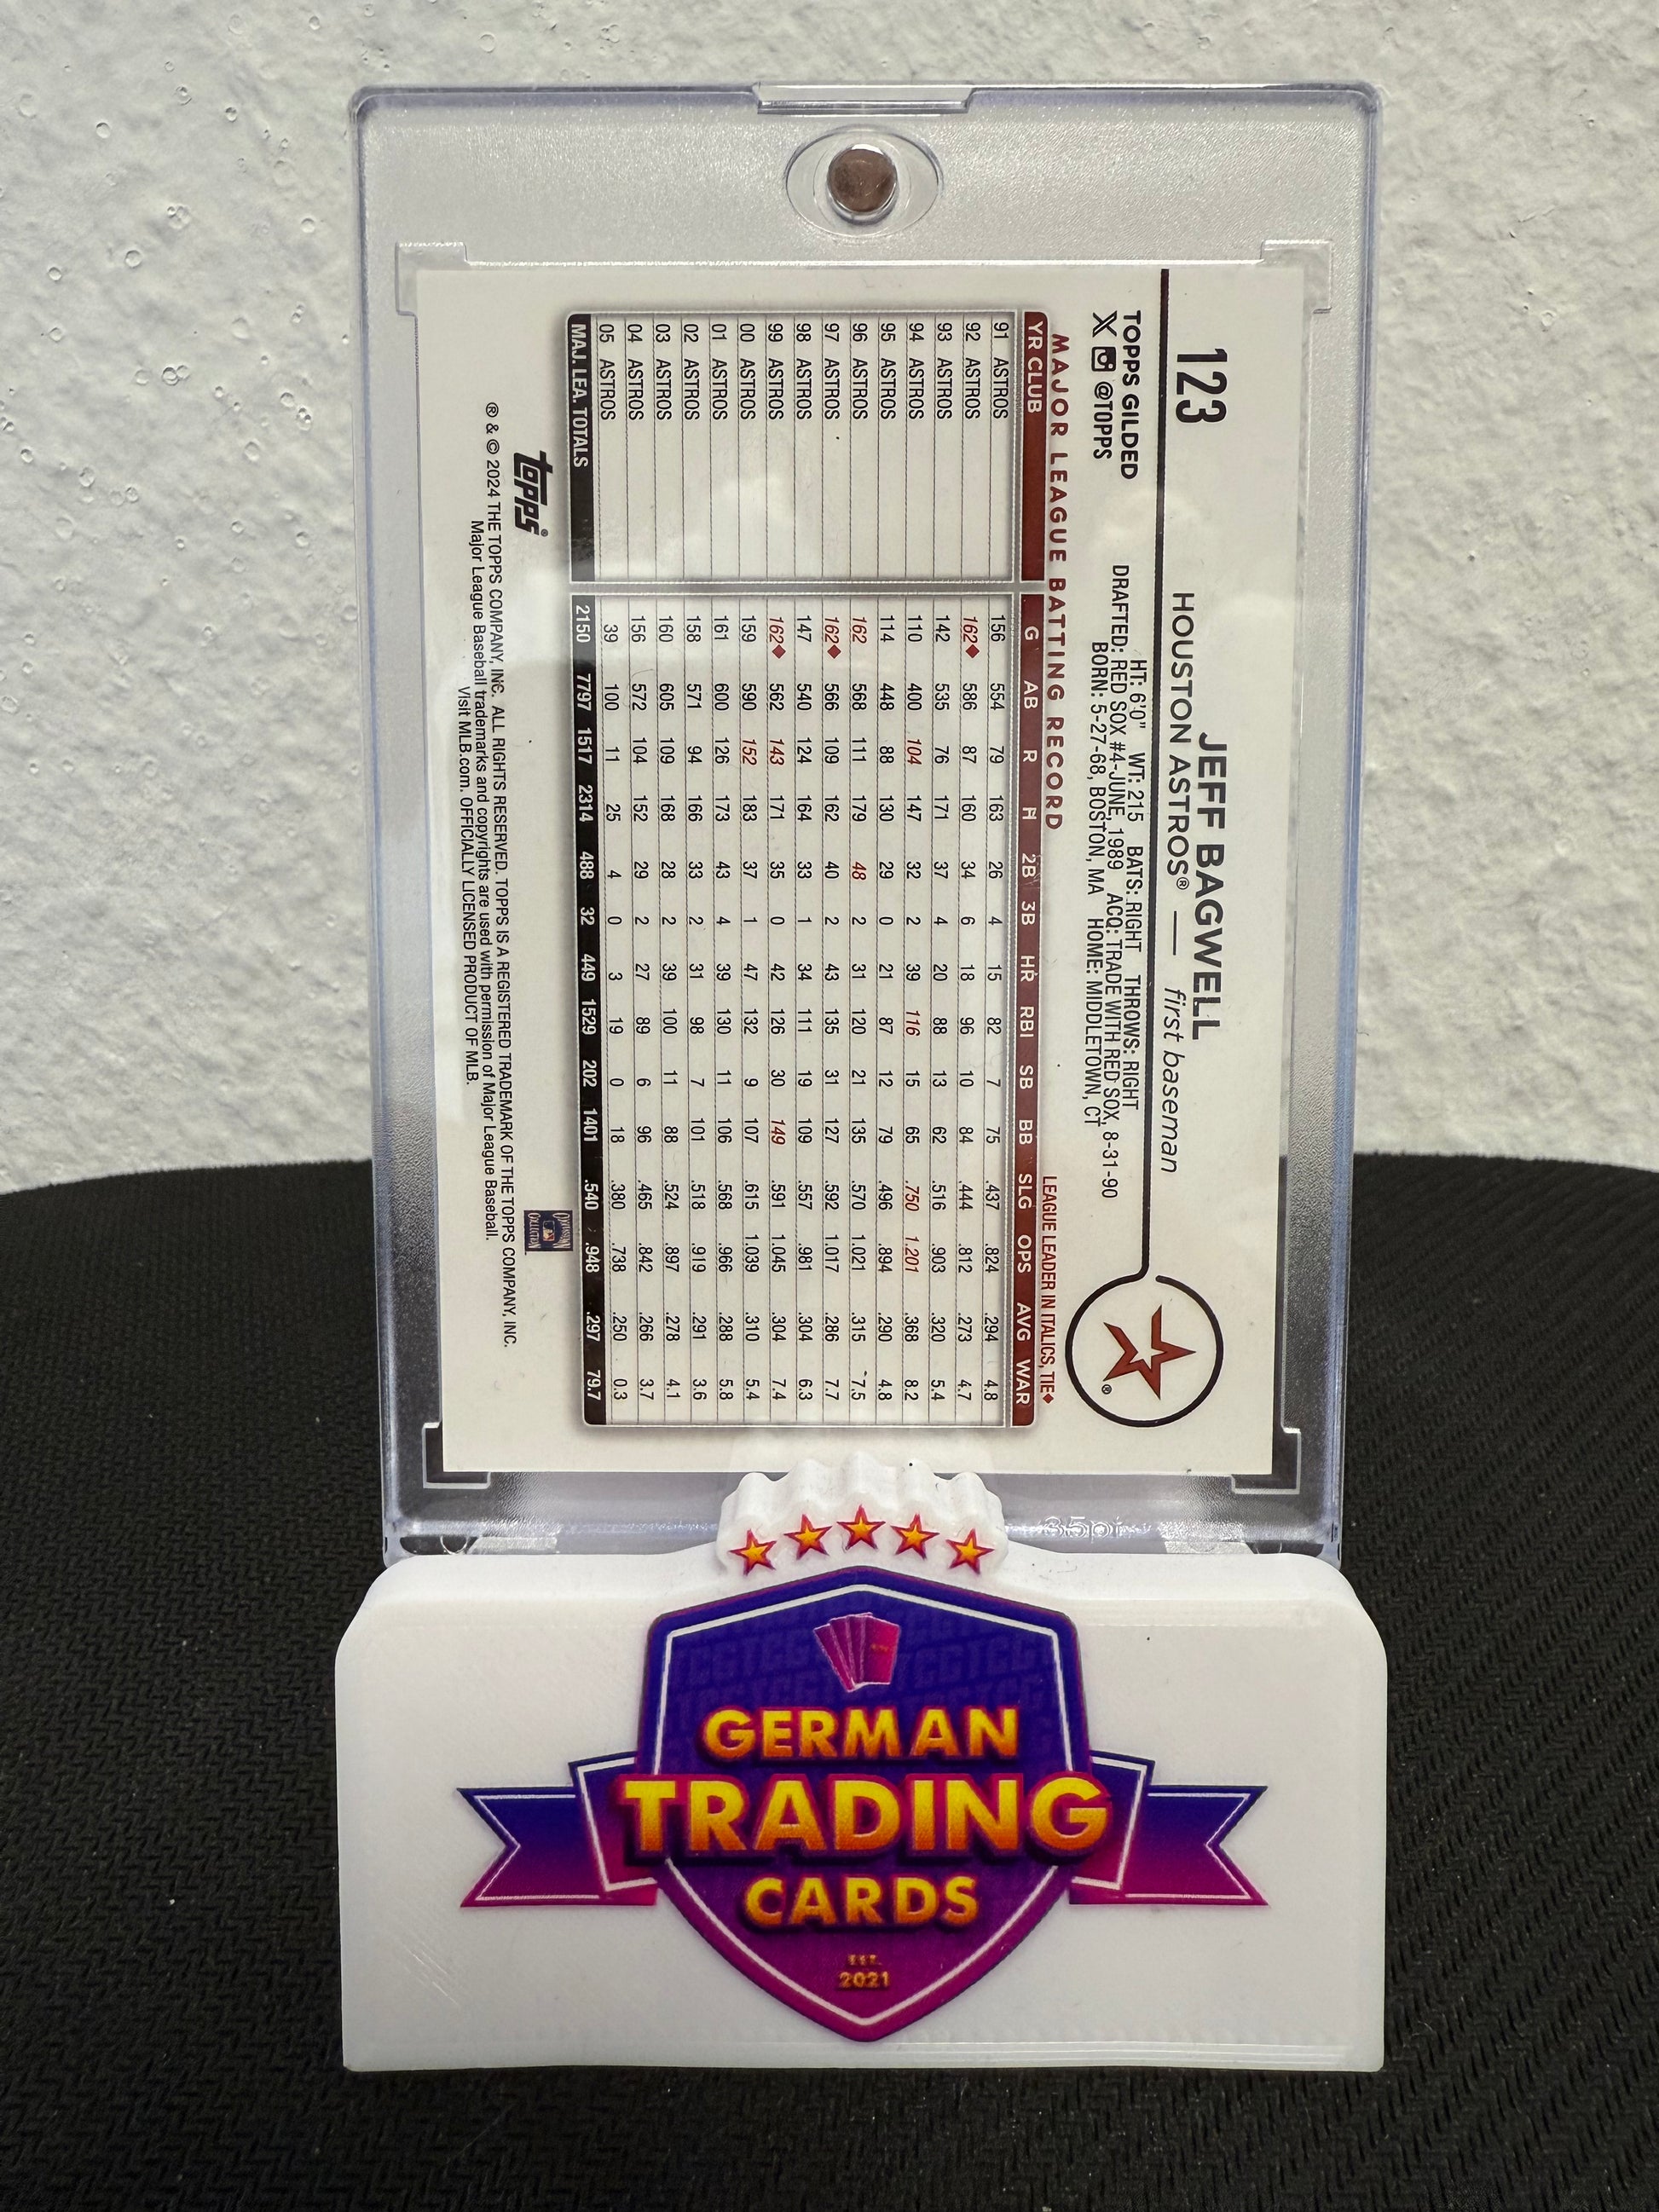 123
JEFF BAGWELL
HOUSTON ASTROS® — first baseman
TOPPS GILDED
@TOPPS
HT: 6'0" WT: 215 BATS: RIGHT THROWS: RIGHT
DRAFTED: RED SOX #4-JUNE, 1989 ACQ: TRADE WITH RED SOX, 8-31-90
BORN: 5-27-68, BOSTON, MA HOME: MIDDLETOWN, CT
MAJOR LEAGUE BATTING RECORD
LEAGUE LEADER IN ITALICS, TIE♦
YR CLUB G AB R H 2B 3B HR RBI SB BB SLG OPS AVG WAR
91 ASTROS 156 554 79 163 26 4 15 82 7 75 .437 .824 .294 4.8
92 ASTROS 162♦ 586 87 160 34 6 18 96 10 84 .444 .812 .273 4.7
93 ASTROS 142 535 76 171 37 4 20 88 13 62 .516 .903 .320 5.4
94 ASTROS 110 400 104 147 32 2 39 116 15 65 .750 1.201 .368 8.2
95 ASTROS 114 448 88 130 29 0 21 87 12 79 .496 .894 .290 4.8
96 ASTROS 162 568 111 179 48 2 31 120 21 135 .570 1.021 .315 7.5
97 ASTROS 162♦ 566 109 162 40 2 43 135 31 127 .592 1.017 .286 7.7
98 ASTROS 147 540 124 164 33 1 34 111 19 109 .557 .981 .304 6.3
99 ASTROS 162♦ 562 143 171 35 0 42 126 30 149 .591 1.045 .304 7.4
00 ASTROS 159 590 152 183 37 1 47 132 9 107 .615 1.039 .310 5.4
01 ASTROS 161 600 126 173 43 4 39 130 11 106 .568 .966 .288 5.8
02 ASTROS 158 571 94 166 33 2 31 98 7 101 .518 .919 .291 3.6
03 ASTROS 160 605 109 168 28 2 39 100 11 88 .524 .897 .278 4.1
04 ASTROS 156 572 104 152 29 2 27 89 6 96 .465 .842 .266 3.7
05 ASTROS 39 100 11 25 4 0 3 19 0 18 .380 .738 .250 0.3
MAJ. LEA. TOTALS 2150 7797 1517 2314 488 32 449 1529 202 1401 .540 .948 .297 79.7
topps®
® & © 2024 THE TOPPS COMPANY, INC. ALL RIGHTS RESERVED. TOPPS IS A REGISTERED TRADEMARK OF THE TOPPS COMPANY, INC.
Major League Baseball trademarks and copyrights are used with permission of Major League Baseball.
Visit MLB.com. OFFICIALLY LICENSED PRODUCT OF MLB.
COOPERSTOWN
COLLECTION
35pt
GERMAN
TRADING
CARDS
EST.
2021